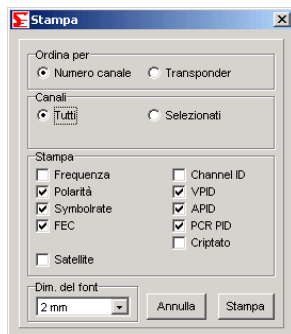 Stampa
Ordina per
Numero canale Transponder
Canali
Tutti Selezionati
Stampa
Frequenza Channel ID
Polarità VPID
Symbolrate APID
FEC PCR PID
Criptato
Satellite
Dim. del font
2 mm Annulla Stampa